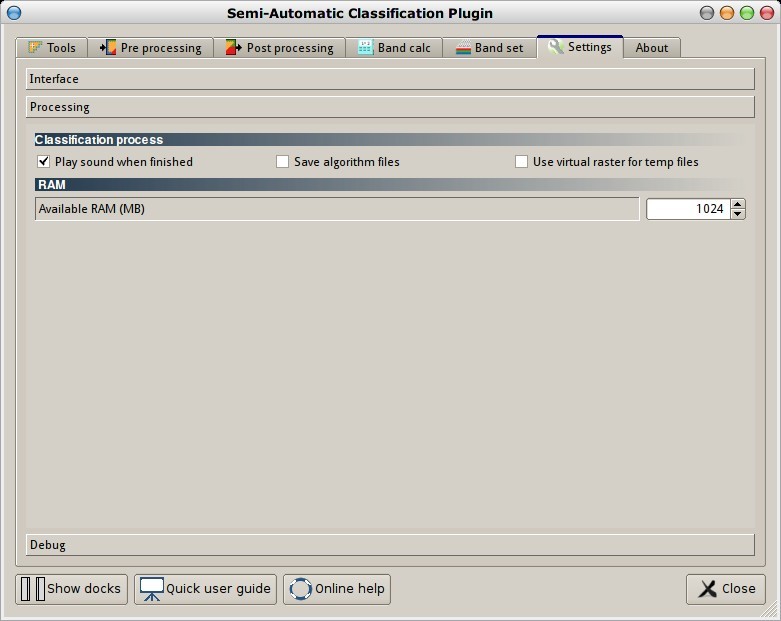 Semi-Automatic Classification Plugin
Tools Pre processing Post processing Band calc Band set Settings About
Interface
Processing
Classification process
Play sound when finished Save algorithm files Use virtual raster for temp files
RAM
Available RAM (MB) 1024
Debug
Show docks Quick user guide Online help Close